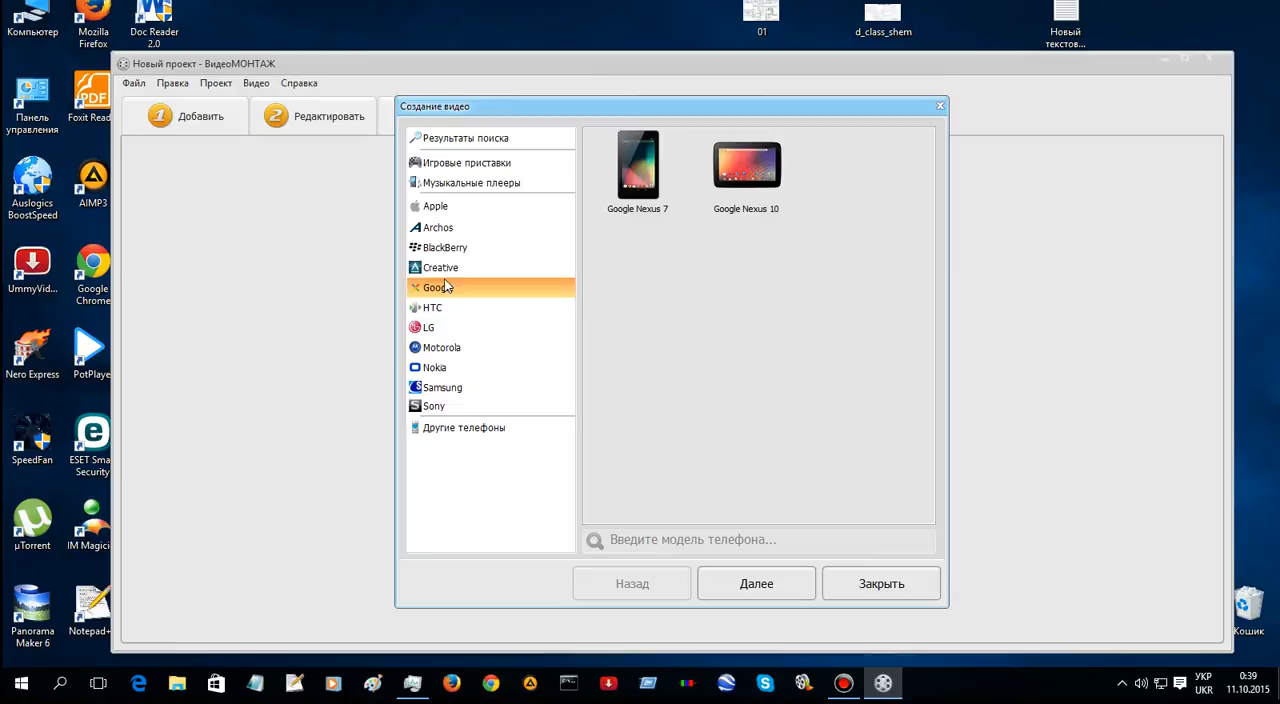 Компьютер
Mozilla
Firefox
Doc Reader
2.0
01
d_class_shem
Новый
текстов...
Новый проект - ВидеоМОНТАЖ
Файл Правка Проект Видео Справка
1 Добавить
2 Редактировать
Панель
управления
Foxit Read
Auslogics
BoostSpeed
AIMP3
UmmyVid...
Google
Chrome
Nero Express
PotPlaye
SpeedFan
ESET Sma
Security
µTorrent
IM Magici
Panorama
Maker 6
Notepad+
Кошик
Создание видео
Результаты поиска
Игровые приставки
Музыкальные плееры
Apple
Archos
BlackBerry
Creative
Google
HTC
LG
Motorola
Nokia
Samsung
Sony
Другие телефоны
Google Nexus 7
Google Nexus 10
Введите модель телефона...
Назад
Далее
Закрыть
УКР
UKR
0:39
11.10.2015